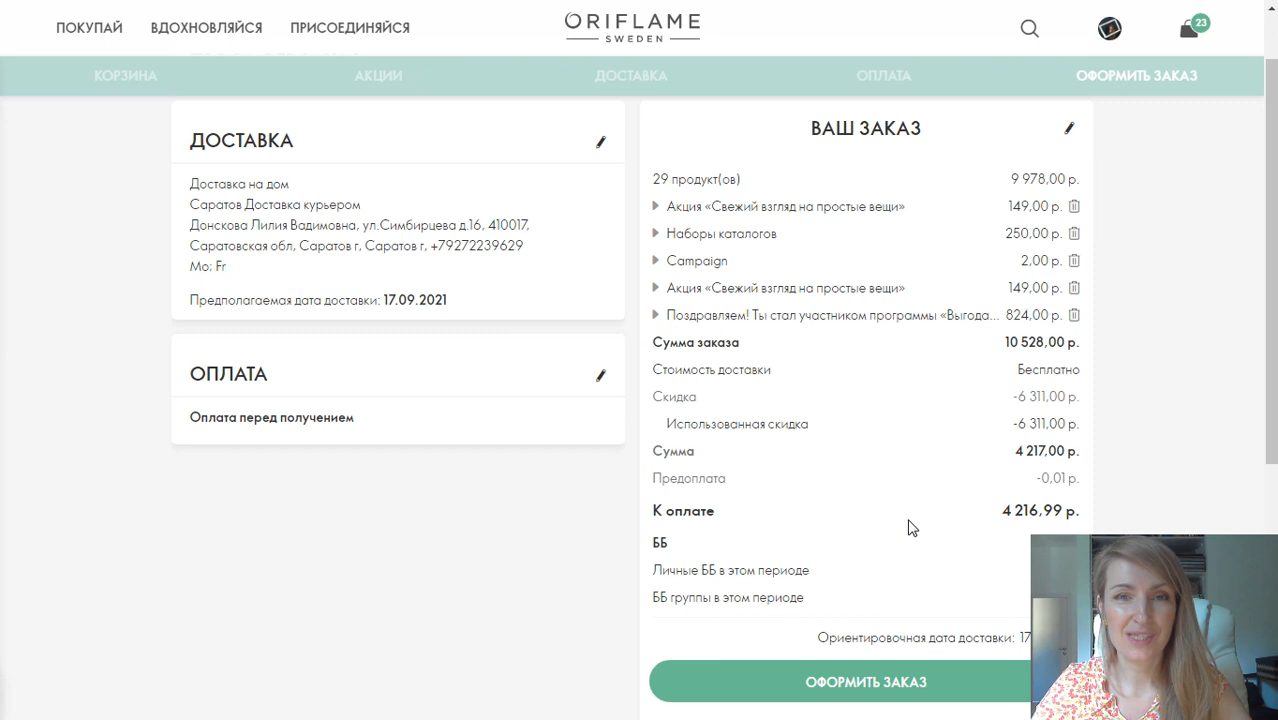 ПОКУПАЙ ВДОХНОВЛЯЙСЯ ПРИСОЕДИНЯЙСЯ
ORIFLAME
SWEDEN
23
КОРЗИНА АКЦИИ ДОСТАВКА ОПЛАТА ОФОРМИТЬ ЗАКАЗ
ДОСТАВКА
Доставка на дом
Саратов Доставка курьером
Донскова Лилия Вадимовна, ул.Симбирцева д.16, 410017,
Саратовская обл, Саратов г, Саратов г, +79272239629
Mo; Fr
Предполагаемая дата доставки: 17.09.2021
ОПЛАТА
Оплата перед получением
ВАШ ЗАКАЗ
29 продукт(ов) 9 978,00 р.
Акция «Свежий взгляд на простые вещи» 149,00 р.
Наборы каталогов 250,00 р.
Campaign 2,00 р.
Акция «Свежий взгляд на простые вещи» 149,00 р.
Поздравляем! Ты стал участником программы «Выгода... 824,00 р.
Сумма заказа 10 528,00 р.
Стоимость доставки Бесплатно
Скидка -6 311,00 р.
Использованная скидка -6 311,00 р.
Сумма 4 217,00 р.
Предоплата -0,01 р.
К оплате 4 216,99 р.
ББ
Личные ББ в этом периоде
ББ группы в этом периоде
Ориентировочная дата доставки: 17
ОФОРМИТЬ ЗАКАЗ